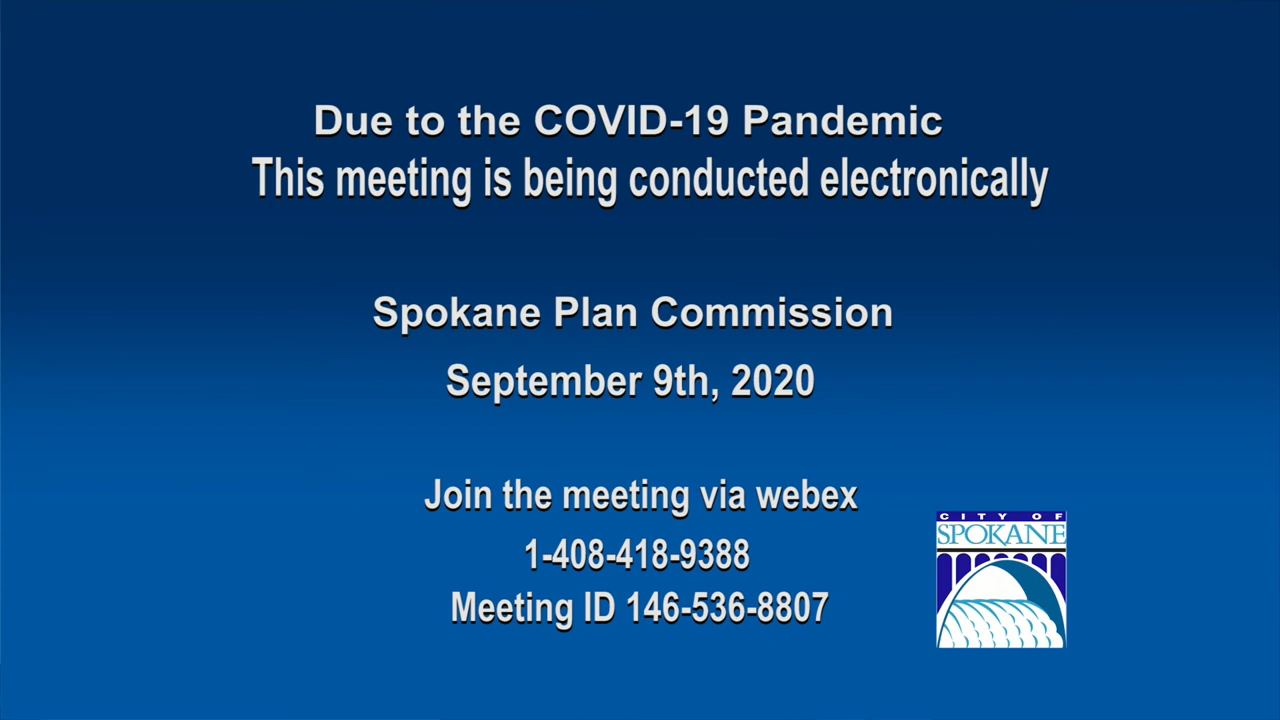 Due to the COVID-19 Pandemic
This meeting is being conducted electronically
Spokane Plan Commission
September 9th, 2020
Join the meeting via webex
1-408-418-9388
Meeting ID 146-536-8807
CITY OF
SPOKANE